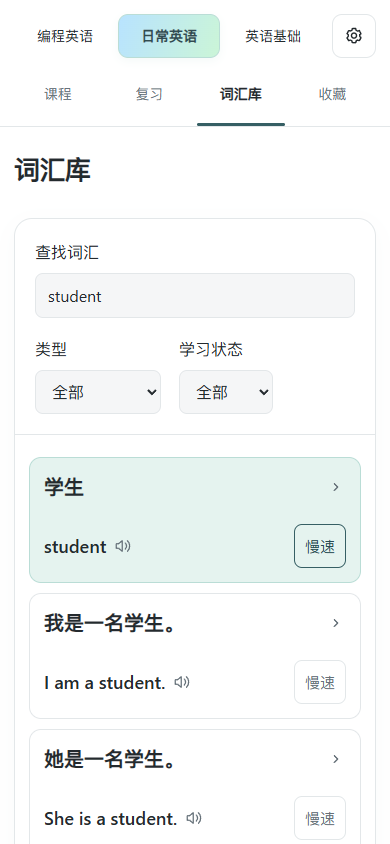 编程英语 日常英语 英语基础
课程 复习 词汇库 收藏
词汇库
查找词汇
student
类型 学习状态
全部 全部
学生
student 慢速
我是一名学生。
I am a student. 慢速
她是一名学生。
She is a student. 慢速